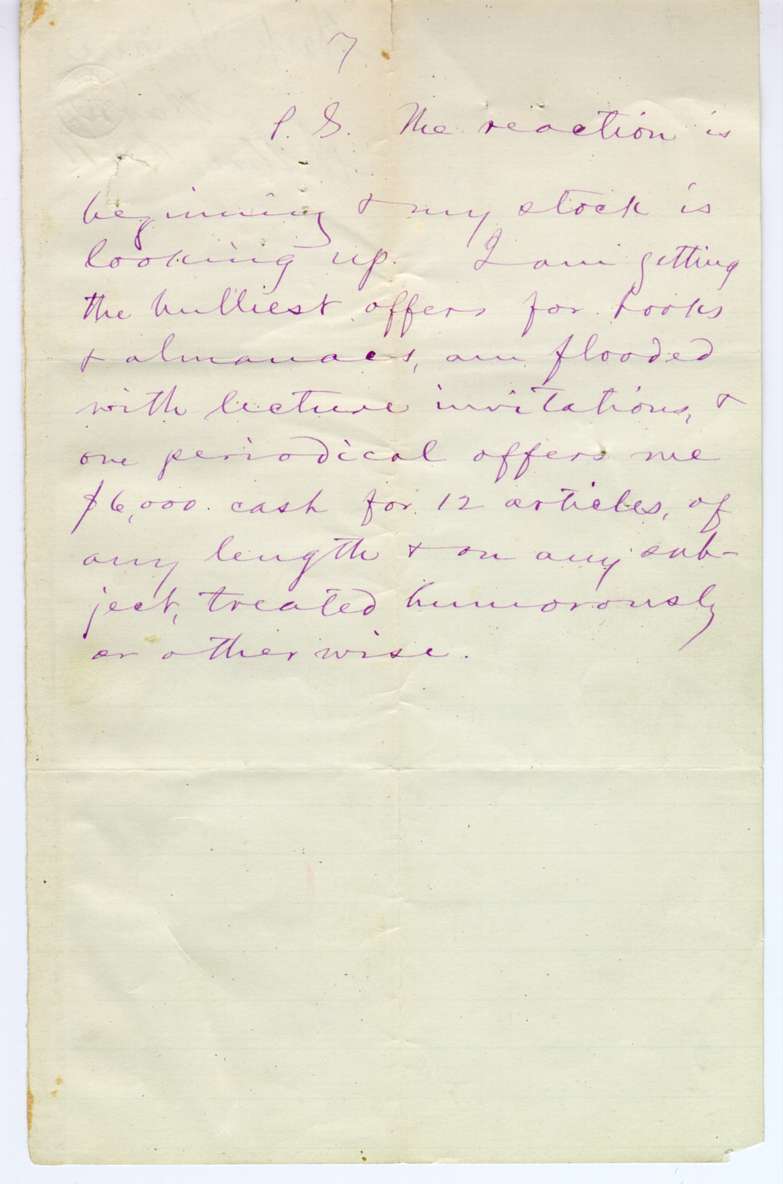 7
P. S. The reaction is
beginning & my stock is
looking up. I am getting
the bulliest offers for books
& almanacs, am flooded
with lecture invitations, &
one periodical offers me
$6,000 cash for 12 articles, of
any length & on any sub-
ject, treated humorously
or otherwise.